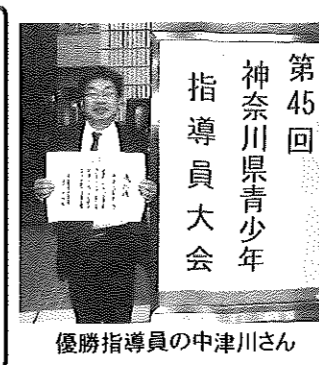 第45回
神奈川県青少年
指導員大会
優勝指導員の中津川さん